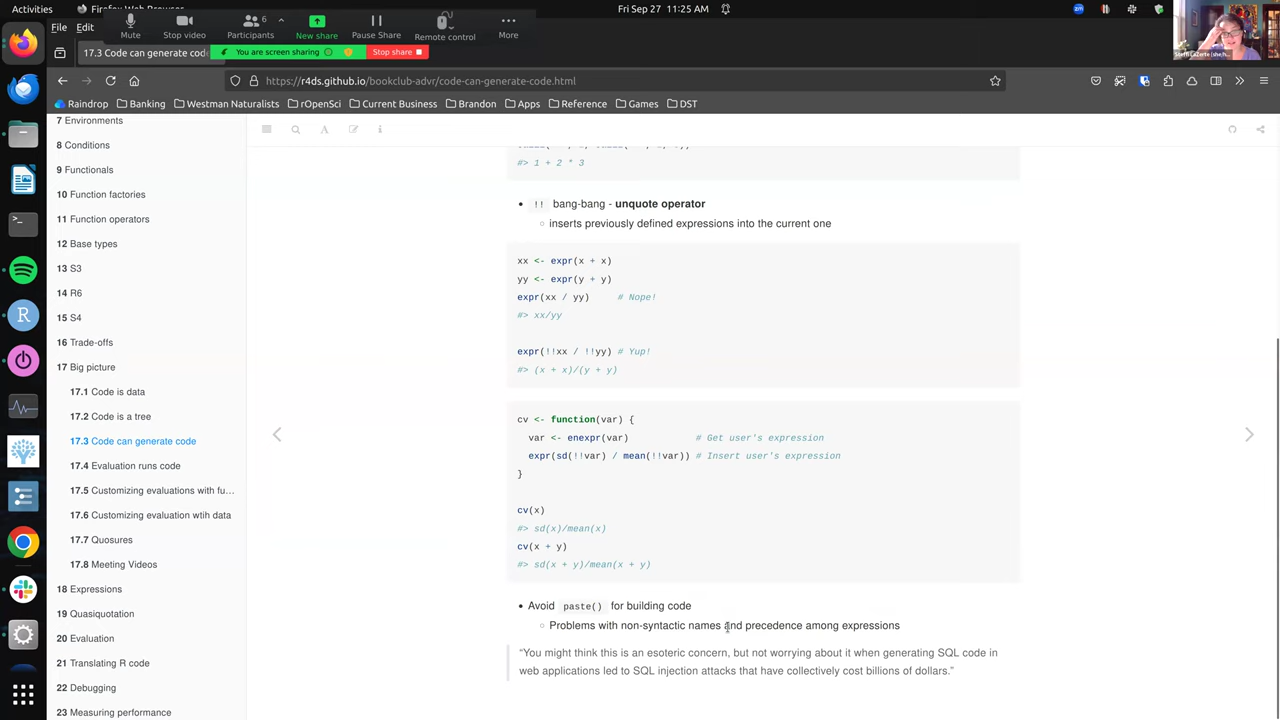 Activities
Firefox Web Browser
Fri Sep 27 11:25 AM
File Edit
Mute
Stop video
6
Participants
New share
Pause Share
Remote control
More
You are screen sharing
Stop share
17.3 Code can generate code
https://r4ds.github.io/bookclub-advr/code-can-generate-code.html
Raindrop
Banking
Westman Naturalists
rOpenSci
Current Business
Brandon
Apps
Reference
Games
DST
7 Environments
8 Conditions
9 Functionals
10 Function factories
11 Function operators
12 Base types
13 S3
14 R6
15 S4
16 Trade-offs
17 Big picture
17.1 Code is data
17.2 Code is a tree
17.3 Code can generate code
17.4 Evaluation runs code
17.5 Customizing evaluations with fu…
17.6 Customizing evaluation wtih data
17.7 Quosures
17.8 Meeting Videos
18 Expressions
19 Quasiquotation
20 Evaluation
21 Translating R code
22 Debugging
23 Measuring performance
#> 1 + 2 * 3
!! bang-bang - unquote operator
inserts previously defined expressions into the current one
xx <- expr(x + x)
yy <- expr(y + y)
expr(xx / yy) # Nope!
#> xx/yy
expr(!!xx / !!yy) # Yup!
#> (x + x)/(y + y)
cv <- function(var) {
var <- enexpr(var) # Get user's expression
expr(sd(!!var) / mean(!!var)) # Insert user's expression
}
cv(x)
#> sd(x)/mean(x)
cv(x + y)
#> sd(x + y)/mean(x + y)
Avoid paste() for building code
Problems with non-syntactic names and precedence among expressions
“You might think this is an esoteric concern, but not worrying about it when generating SQL code in
web applications led to SQL injection attacks that have collectively cost billions of dollars.”